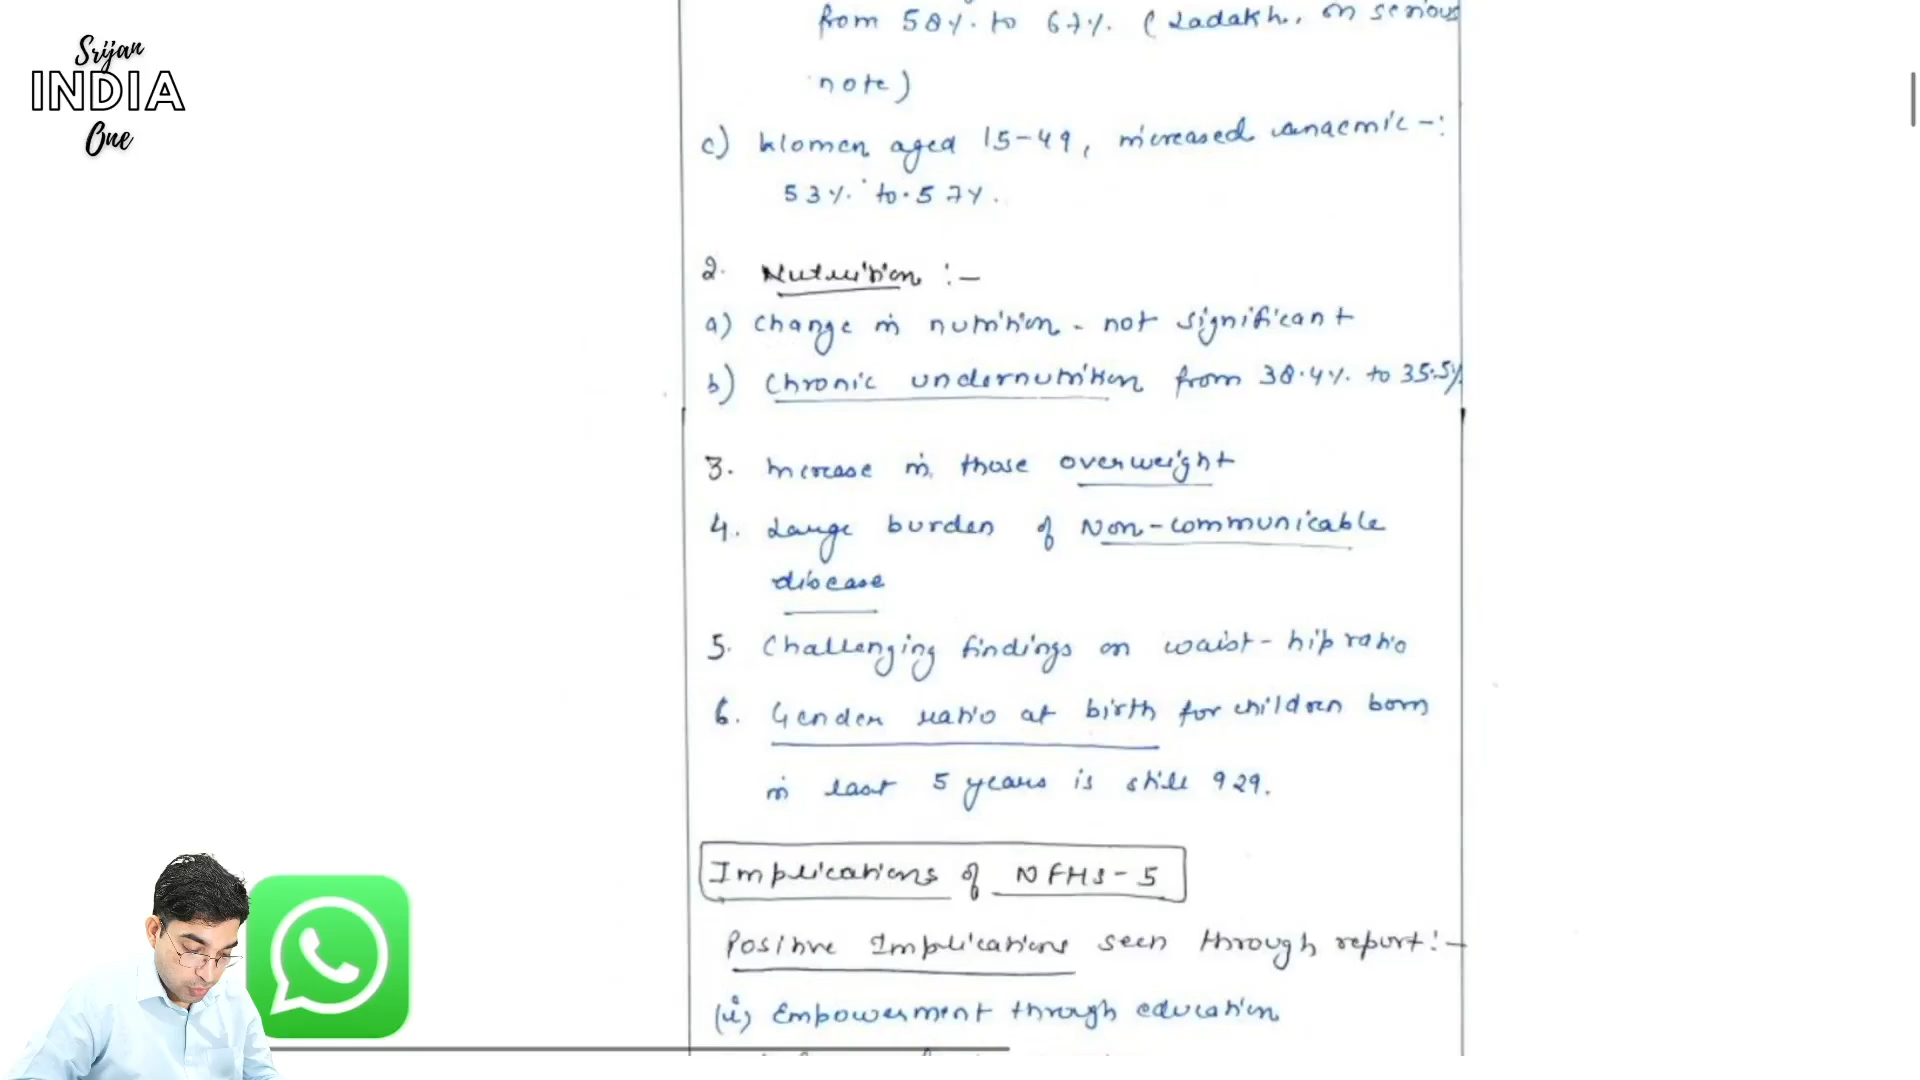 Srijan
INDIA
One
from 58%. to 67%. (Ladakh, on serious
note)
c) Women aged 15-49, increased anaemic -:
53%. to 57%.
2. Nutrition :-
a) Change in nutrition - not significant
b) Chronic undernutrition from 38.4%. to 35.5%
3. Increase in those overweight
4. Large burden of Non-communicable
disease
5. Challenging findings on waist-hip ratio
6. Gender ratio at birth for children born
in last 5 years is still 929.
Implications of NFHS-5
Positive Implications seen through report:-
(i) Empowerment through education